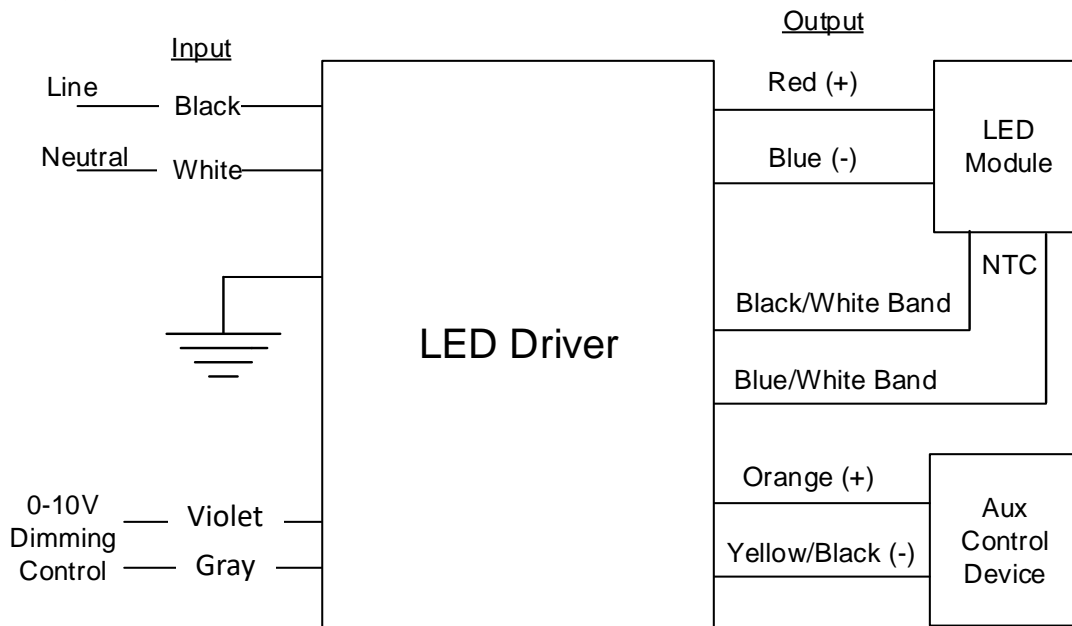 Input
Line
Black
Neutral
White
0-10V
Dimming
Control
Violet
Gray
LED Driver
Output
Red (+)
Blue (-)
LED
Module
NTC
Black/White Band
Blue/White Band
Orange (+)
Yellow/Black (-)
Aux
Control
Device